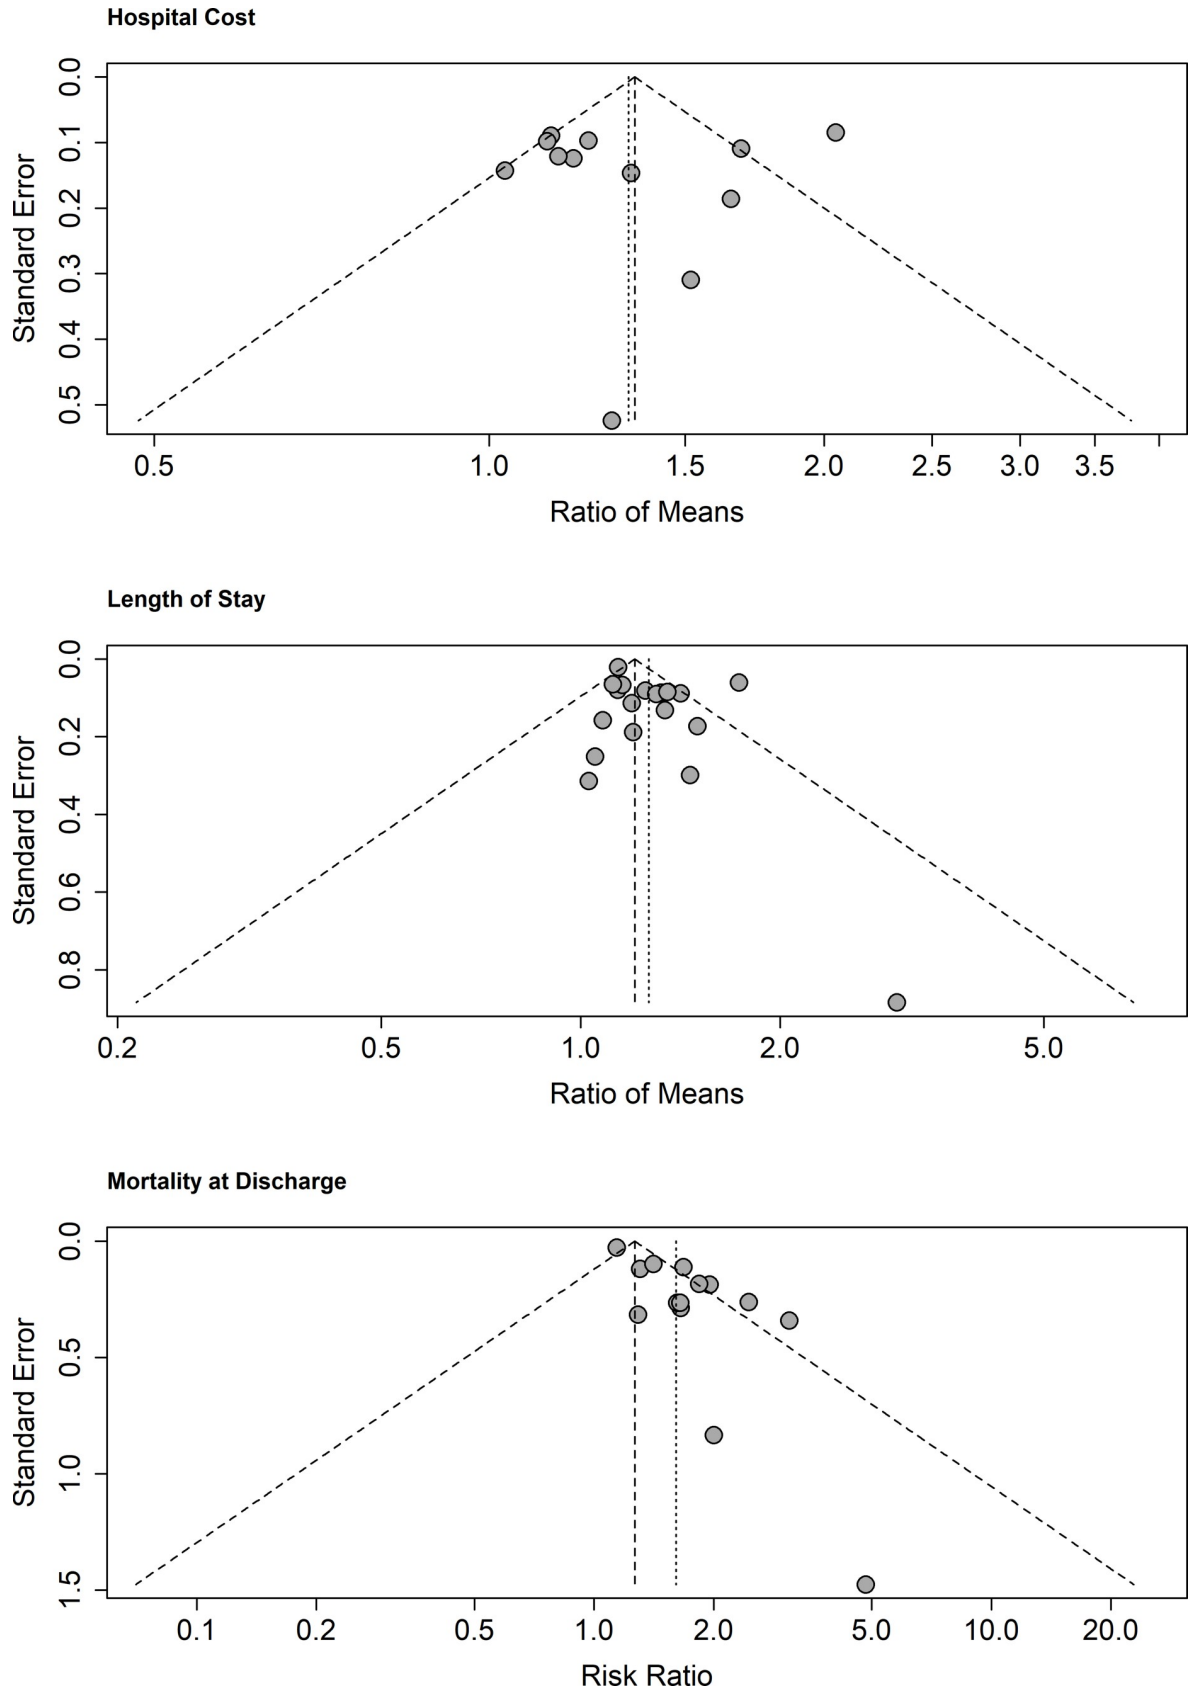 Hospital Cost
0.0
0.1
0.2
0.3
0.4
0.5
Standard Error
0.5 1.0 1.5 2.0 2.5 3.0 3.5
Ratio of Means
Length of Stay
0.0
0.2
0.4
0.6
0.8
Standard Error
0.2 0.5 1.0 2.0 5.0
Ratio of Means
Mortality at Discharge
0.0
0.5
1.0
1.5
Standard Error
0.1 0.2 0.5 1.0 2.0 5.0 10.0 20.0
Risk Ratio